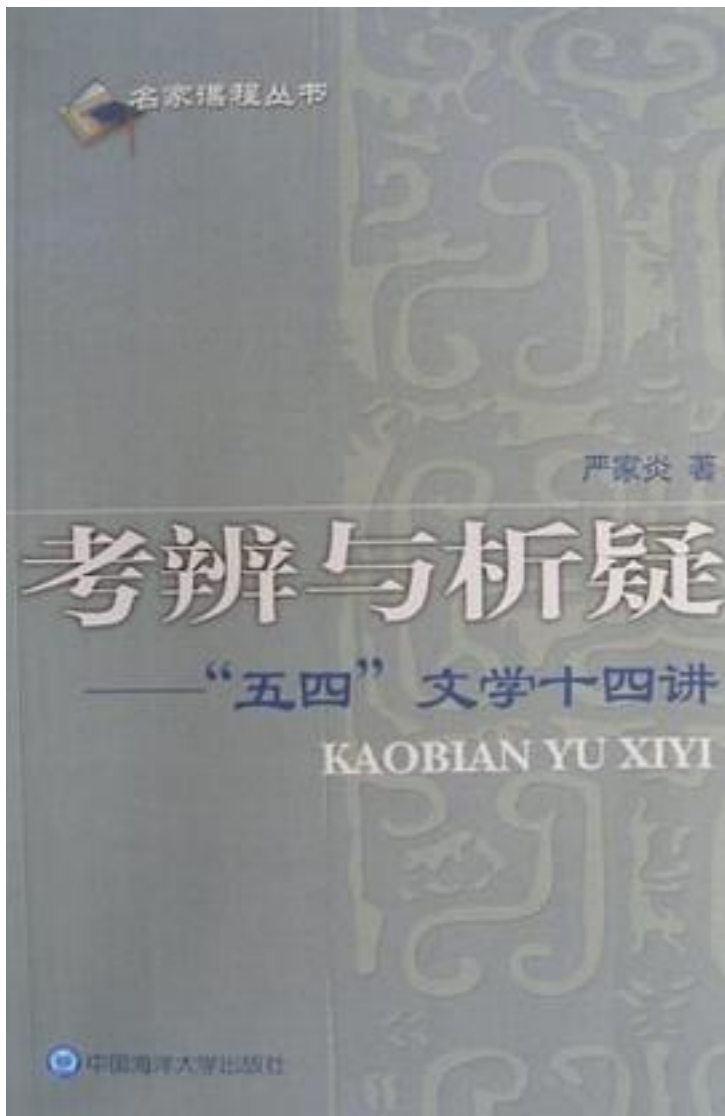 名家课程丛书
严家炎 著
考辨与析疑
——“五四”文学十四讲
KAOBIAN YU XIYI
中国海洋大学出版社